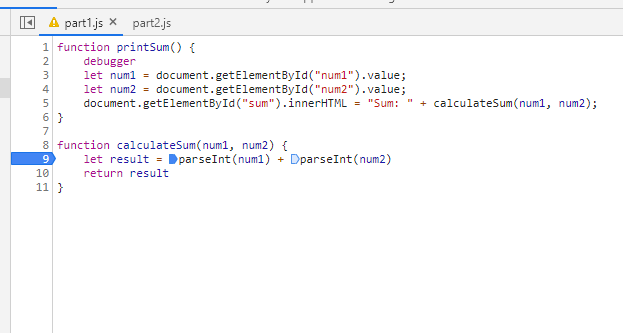 part1.js × part2.js
1 function printSum() {
2 debugger
3 let num1 = document.getElementById("num1").value;
4 let num2 = document.getElementById("num2").value;
5 document.getElementById("sum").innerHTML = "Sum: " + calculateSum(num1, num2);
6 }
7
8 function calculateSum(num1, num2) {
9 let result = parseInt(num1) + parseInt(num2)
10 return result
11 }